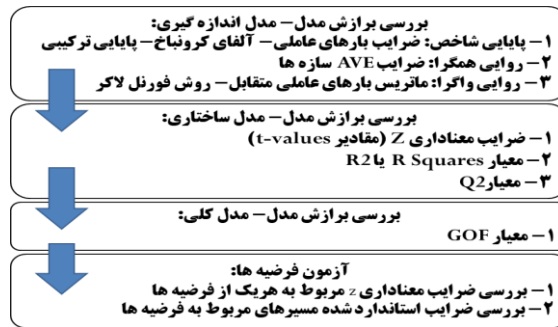 بررسی برازش مدل– مدل اندازه گیری:
۱– پایایی شاخص: ضرایب بارهای عاملی– آلفای کرونباخ– پایایی ترکیبی
۲– روایی همگرا: ضرایب AVE سازه ها
۳– روایی واگرا: ماتریس بارهای عاملی متقابل– روش فورنل لاکر
بررسی برازش مدل– مدل ساختاری:
۱– ضرایب معناداری Z (مقادیر t-values)
۲– معیار R Squares یا R2
۳– معیار Q2
بررسی برازش مدل– مدل کلی:
۱– معیار GOF
آزمون فرضیه ها:
۱– بررسی ضرایب معناداری z مربوط به هریک از فرضیه ها
۲– بررسی ضرایب استاندارد شده مسیرهای مربوط به فرضیه ها